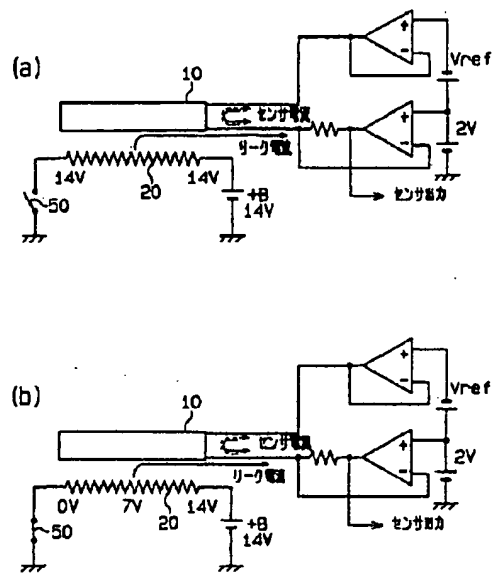 (a)
10
センサ電流
リーク電流
14V
14V
20
50
+B
14V
+
-
Vref
+
-
2V
センサ出力
(b)
10
センサ電流
リーク電流
0V
7V
14V
20
50
+B
14V
+
-
Vref
+
-
2V
センサ出力